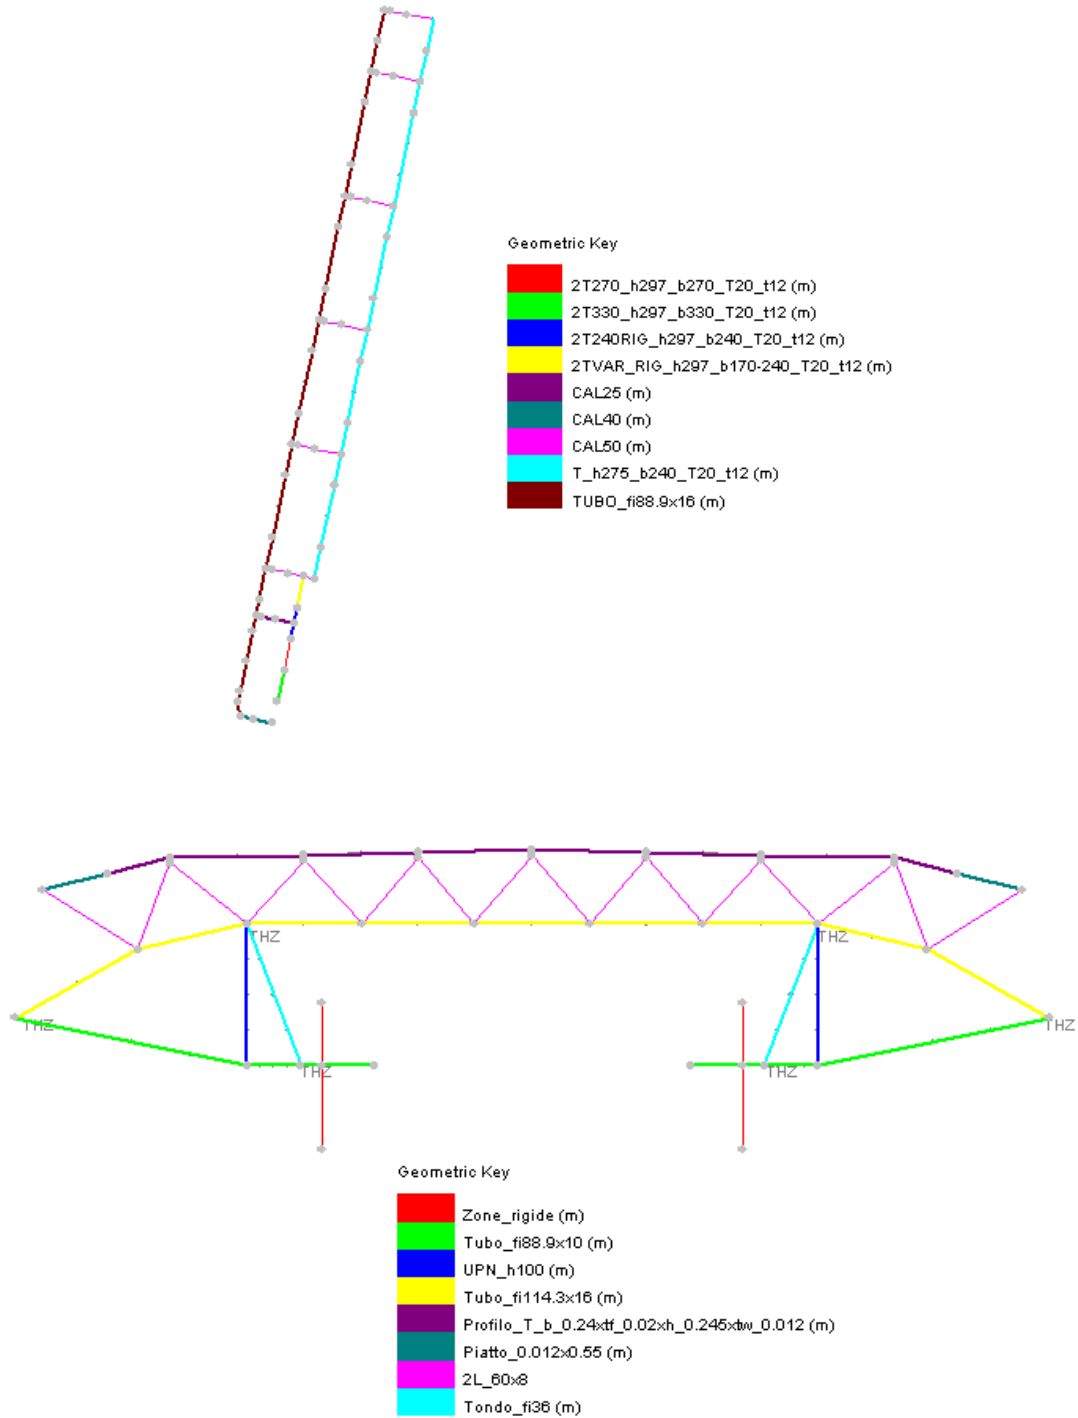 Geometric Key
2T270_h297_b270_T20_t12 (m)
2T330_h297_b330_T20_t12 (m)
2T240RIG_h297_b240_T20_t12 (m)
2TVAR_RIG_h297_b170-240_T20_t12 (m)
CAL25 (m)
CAL40 (m)
CAL50 (m)
T_h275_b240_T20_t12 (m)
TUBO_fi88.9x16 (m)
THZ
THZ
THZ
THZ
THZ
THZ
Geometric Key
Zone_rigide (m)
Tubo_fi88.9x10 (m)
UPN_h100 (m)
Tubo_fi114.3x16 (m)
Profilo_T_b_0.24xtf_0.02xh_0.245xtw_0.012 (m)
Piatto_0.012x0.55 (m)
2L_60x8
Tondo_fi36 (m)